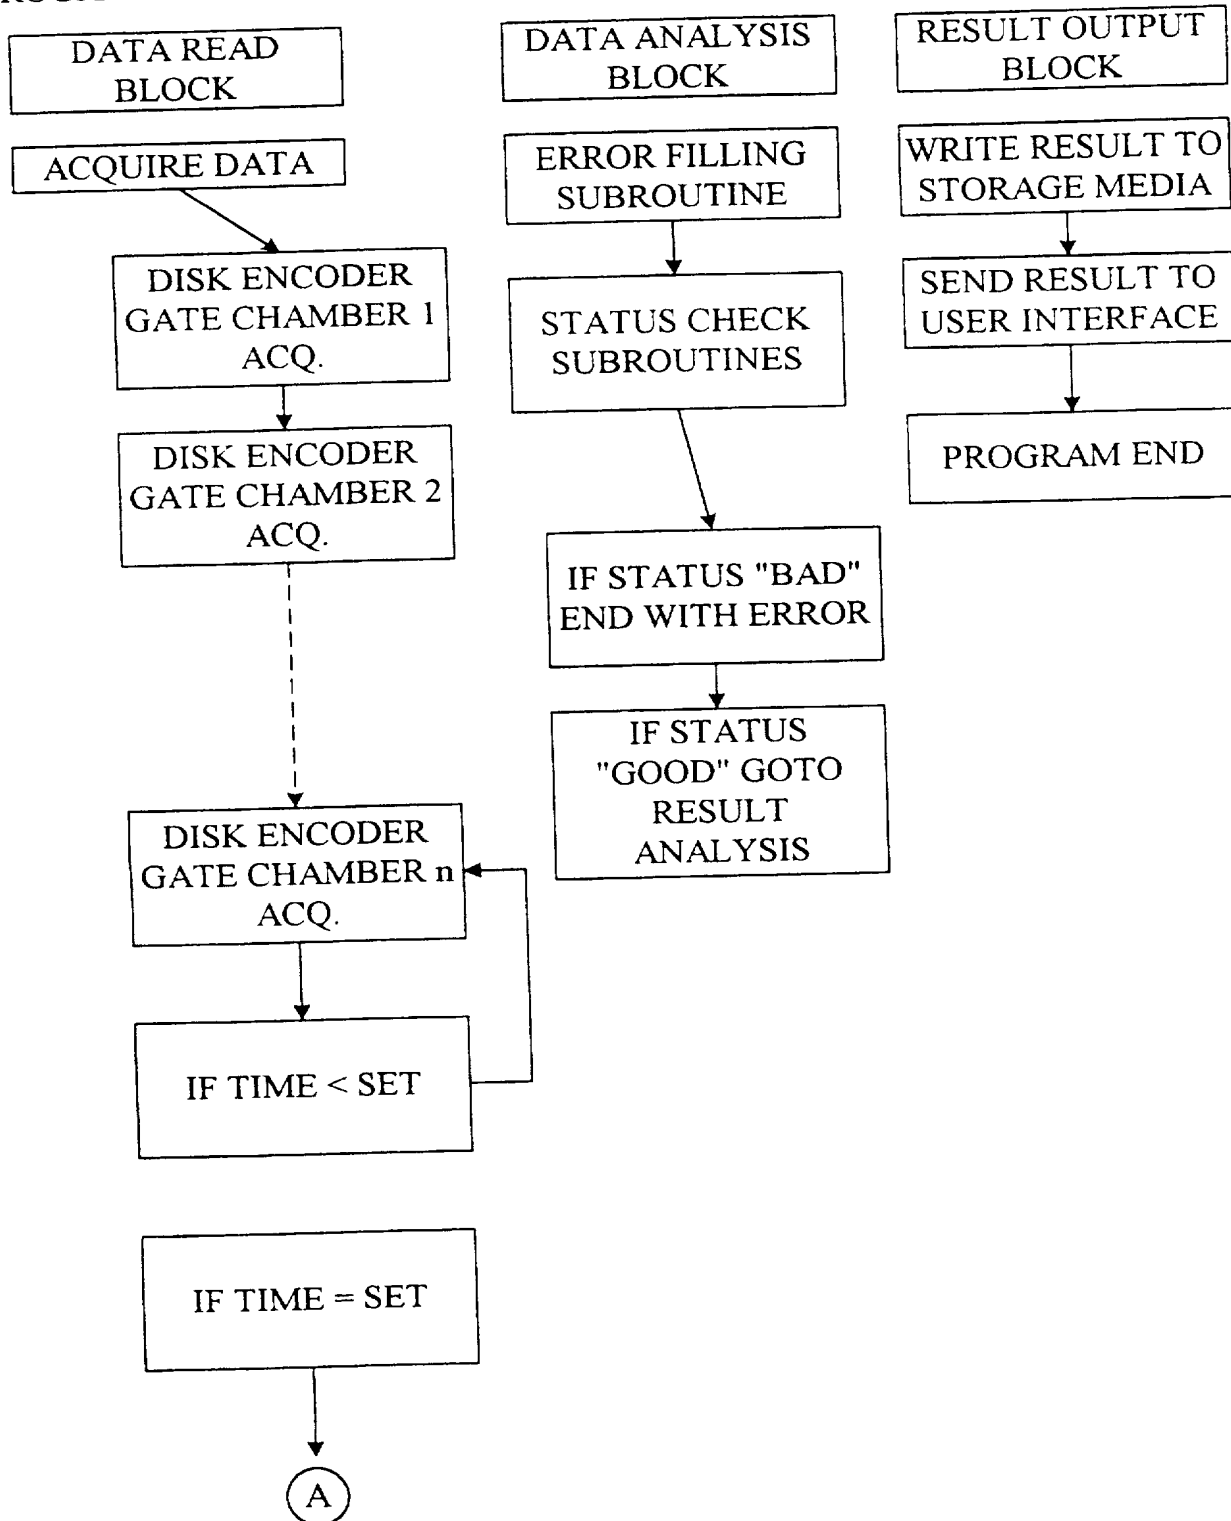 DATA READ
BLOCK
ACQUIRE DATA
DISK ENCODER
GATE CHAMBER 1
ACQ.
DISK ENCODER
GATE CHAMBER 2
ACQ.
DISK ENCODER
GATE CHAMBER n
ACQ.
IF TIME < SET
IF TIME = SET
A
DATA ANALYSIS
BLOCK
ERROR FILLING
SUBROUTINE
STATUS CHECK
SUBROUTINES
IF STATUS "BAD"
END WITH ERROR
IF STATUS
"GOOD" GOTO
RESULT
ANALYSIS
RESULT OUTPUT
BLOCK
WRITE RESULT TO
STORAGE MEDIA
SEND RESULT TO
USER INTERFACE
PROGRAM END